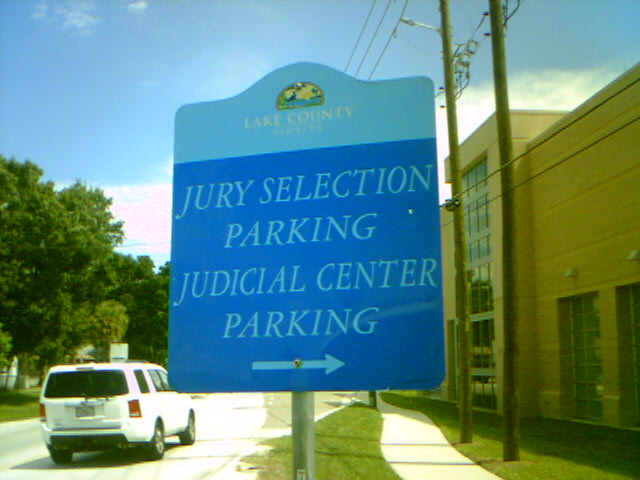 LAKE COUNTY
FLORIDA
JURY SELECTION
PARKING
JUDICIAL CENTER
PARKING